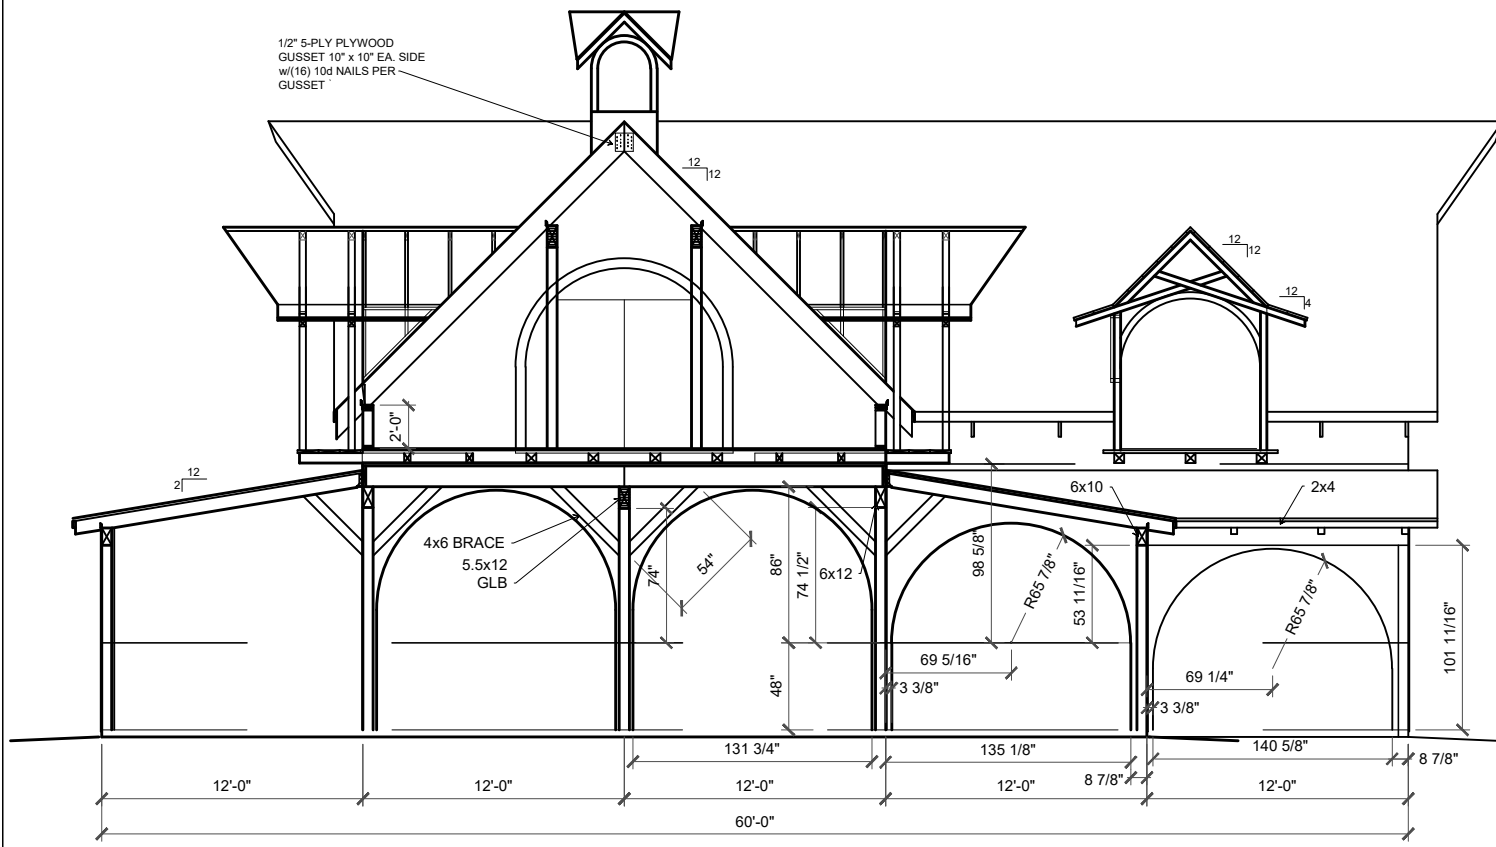 1/2" 5-PLY PLYWOOD
GUSSET 10" x 10" EA. SIDE
w/(16) 10d NAILS PER
GUSSET
12
12
12
12
12
4
2'-0"
12
2
6x10
2x4
4x6 BRACE
5.5x12
GLB
74"
54"
86"
74 1/2"
6x12
98 5/8"
R65 7/8"
53 11/16"
R65 7/8"
101 11/16"
69 5/16"
3 3/8"
69 1/4"
3 3/8"
48"
131 3/4"
135 1/8"
140 5/8"
8 7/8"
8 7/8"
12'-0"
12'-0"
12'-0"
12'-0"
12'-0"
60'-0"